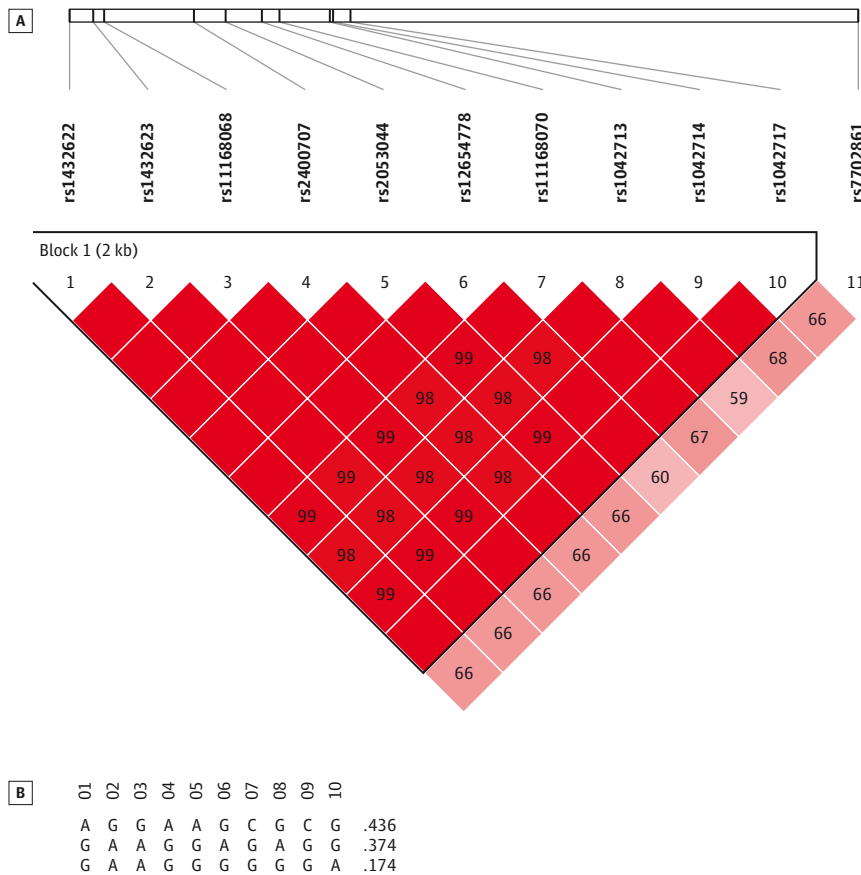 A
rs1432622 rs1432623 rs11168068 rs2400707 rs2053044 rs12654778 rs11168070 rs1042713 rs1042714 rs1042717 rs7702861
Block 1 (2 kb)
1 2 3 4 5 6 7 8 9 10 11
66
99 98 68
98 98 59
99 98 99 67
99 98 98 60
99 98 99 66
98 99 66
99 66
66
66
B
01 02 03 04 05 06 07 08 09 10
A G G A A G C G C G .436
G A A G G A G A G G .374
G A A G G G G G G A .174